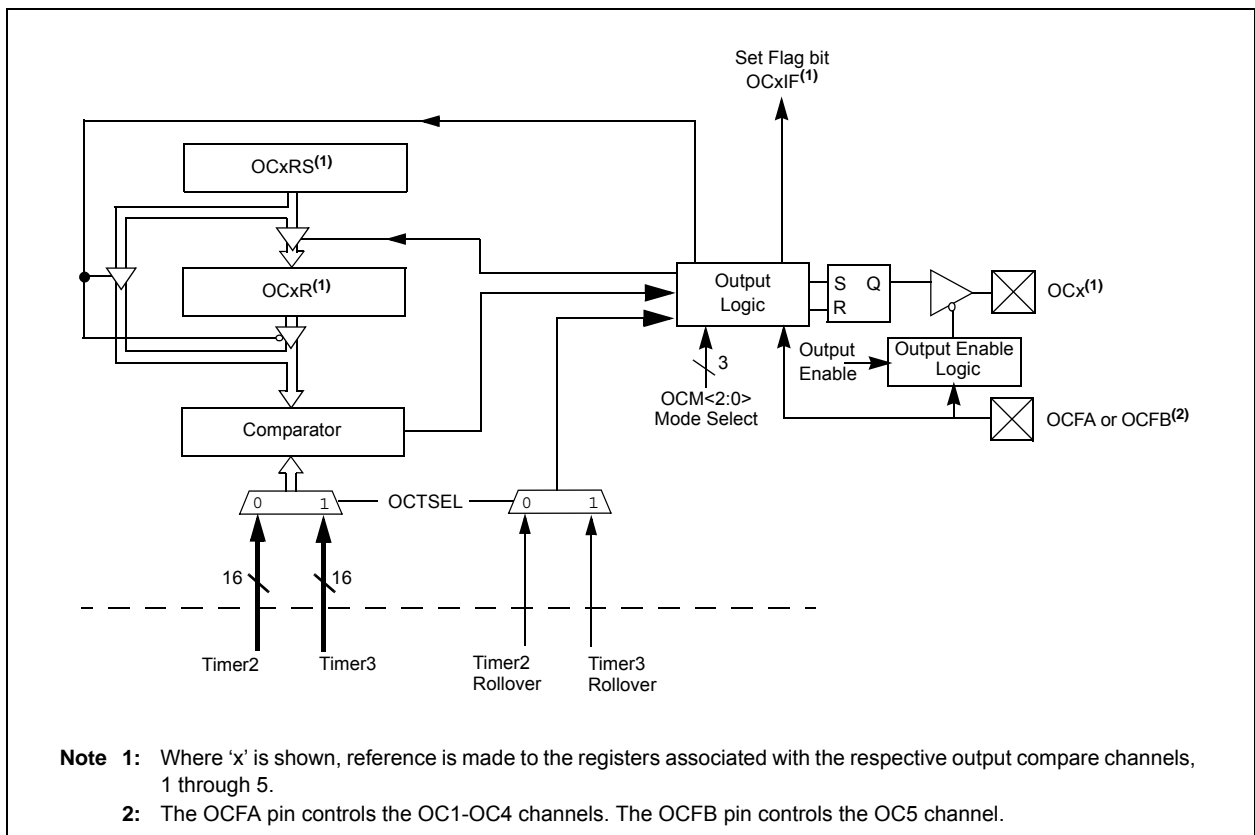 Set Flag bit
OCxIF(1)
OCxRS(1)
OCxR(1)
Output
Logic
S Q
R
OCx(1)
Output
Enable
Output Enable
Logic
3
OCM<2:0>
Mode Select
OCFA or OCFB(2)
Comparator
0 1
OCTSEL
0 1
16
16
Timer2
Timer3
Timer2
Rollover
Timer3
Rollover
Note 1: Where ‘x’ is shown, reference is made to the registers associated with the respective output compare channels,
1 through 5.
2: The OCFA pin controls the OC1-OC4 channels. The OCFB pin controls the OC5 channel.